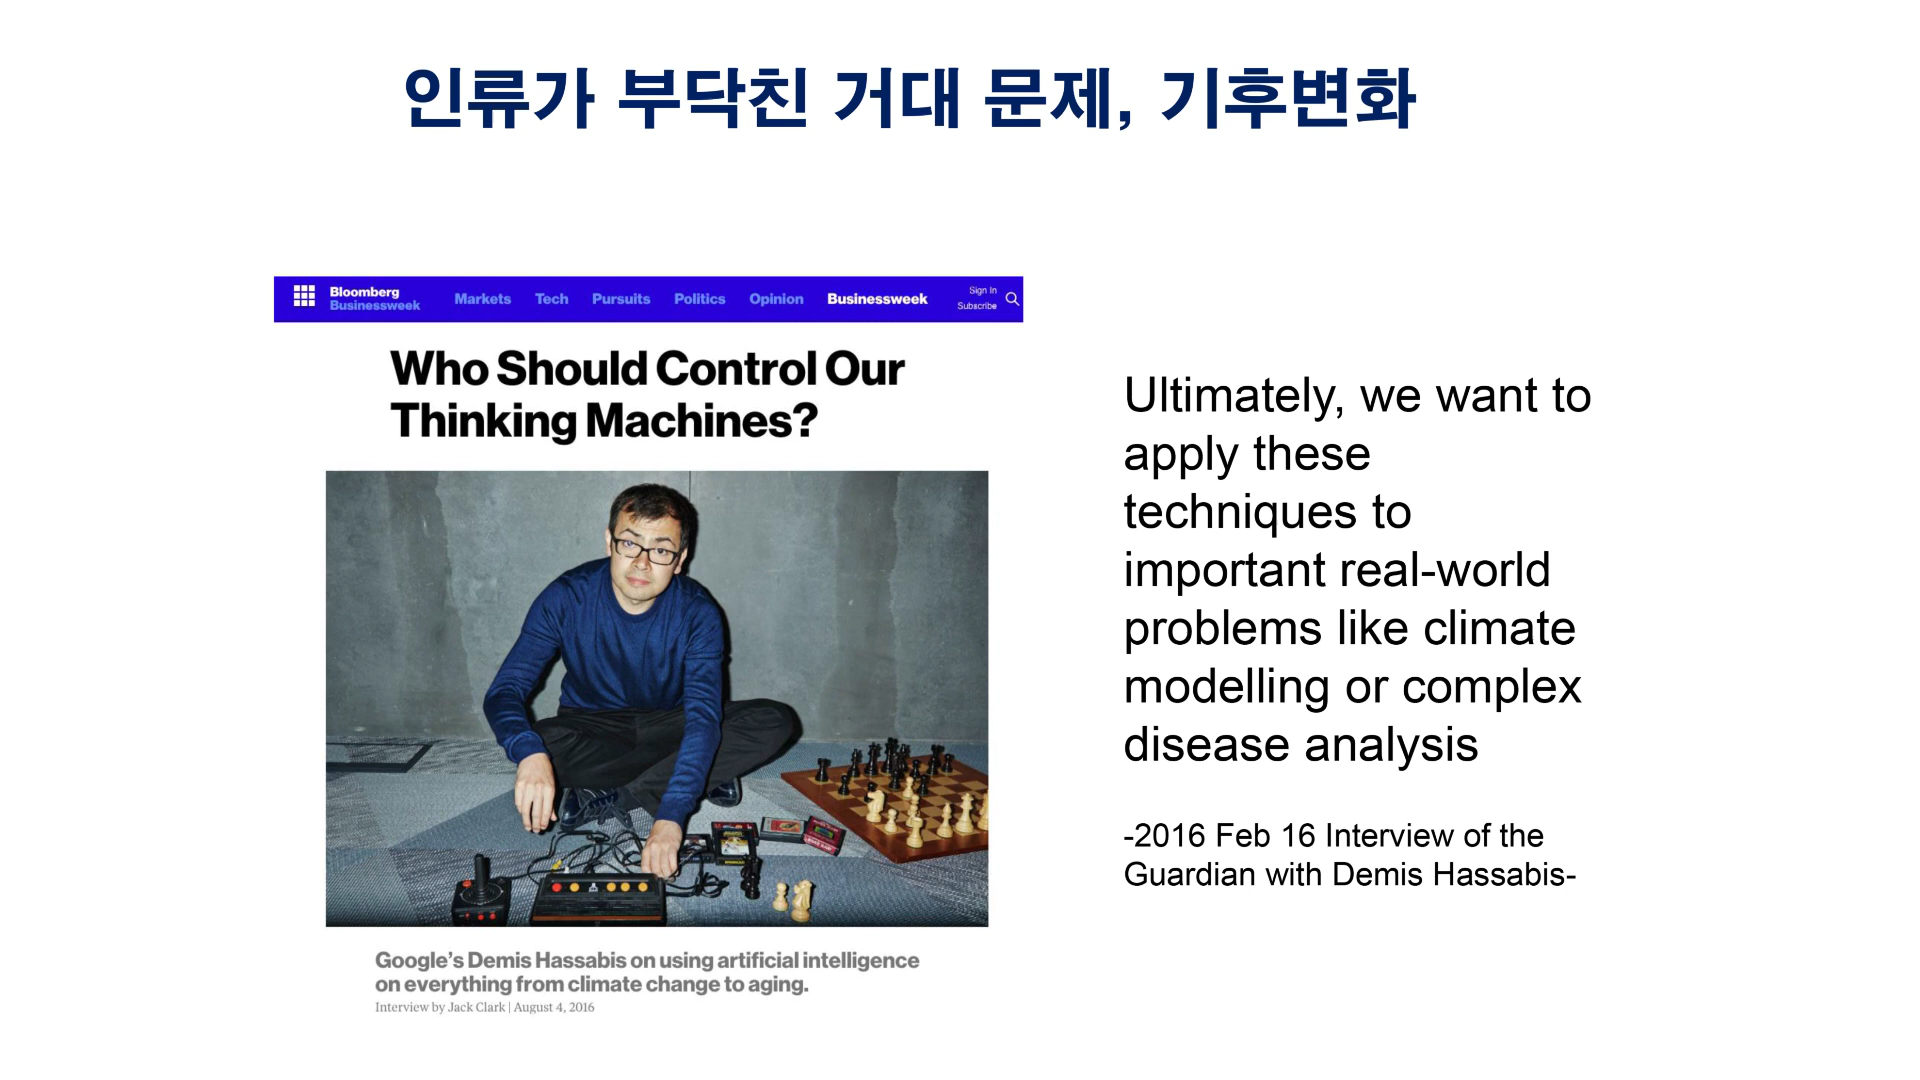 인류가 부닥친 거대 문제, 기후변화
Bloomberg
Businessweek
Markets Tech Pursuits Politics Opinion Businessweek
Sign In
Subscribe
Who Should Control Our
Thinking Machines?
Google’s Demis Hassabis on using artificial intelligence
on everything from climate change to aging.
Interview by Jack Clark | August 4, 2016
Ultimately, we want to
apply these
techniques to
important real-world
problems like climate
modelling or complex
disease analysis
-2016 Feb 16 Interview of the
Guardian with Demis Hassabis-